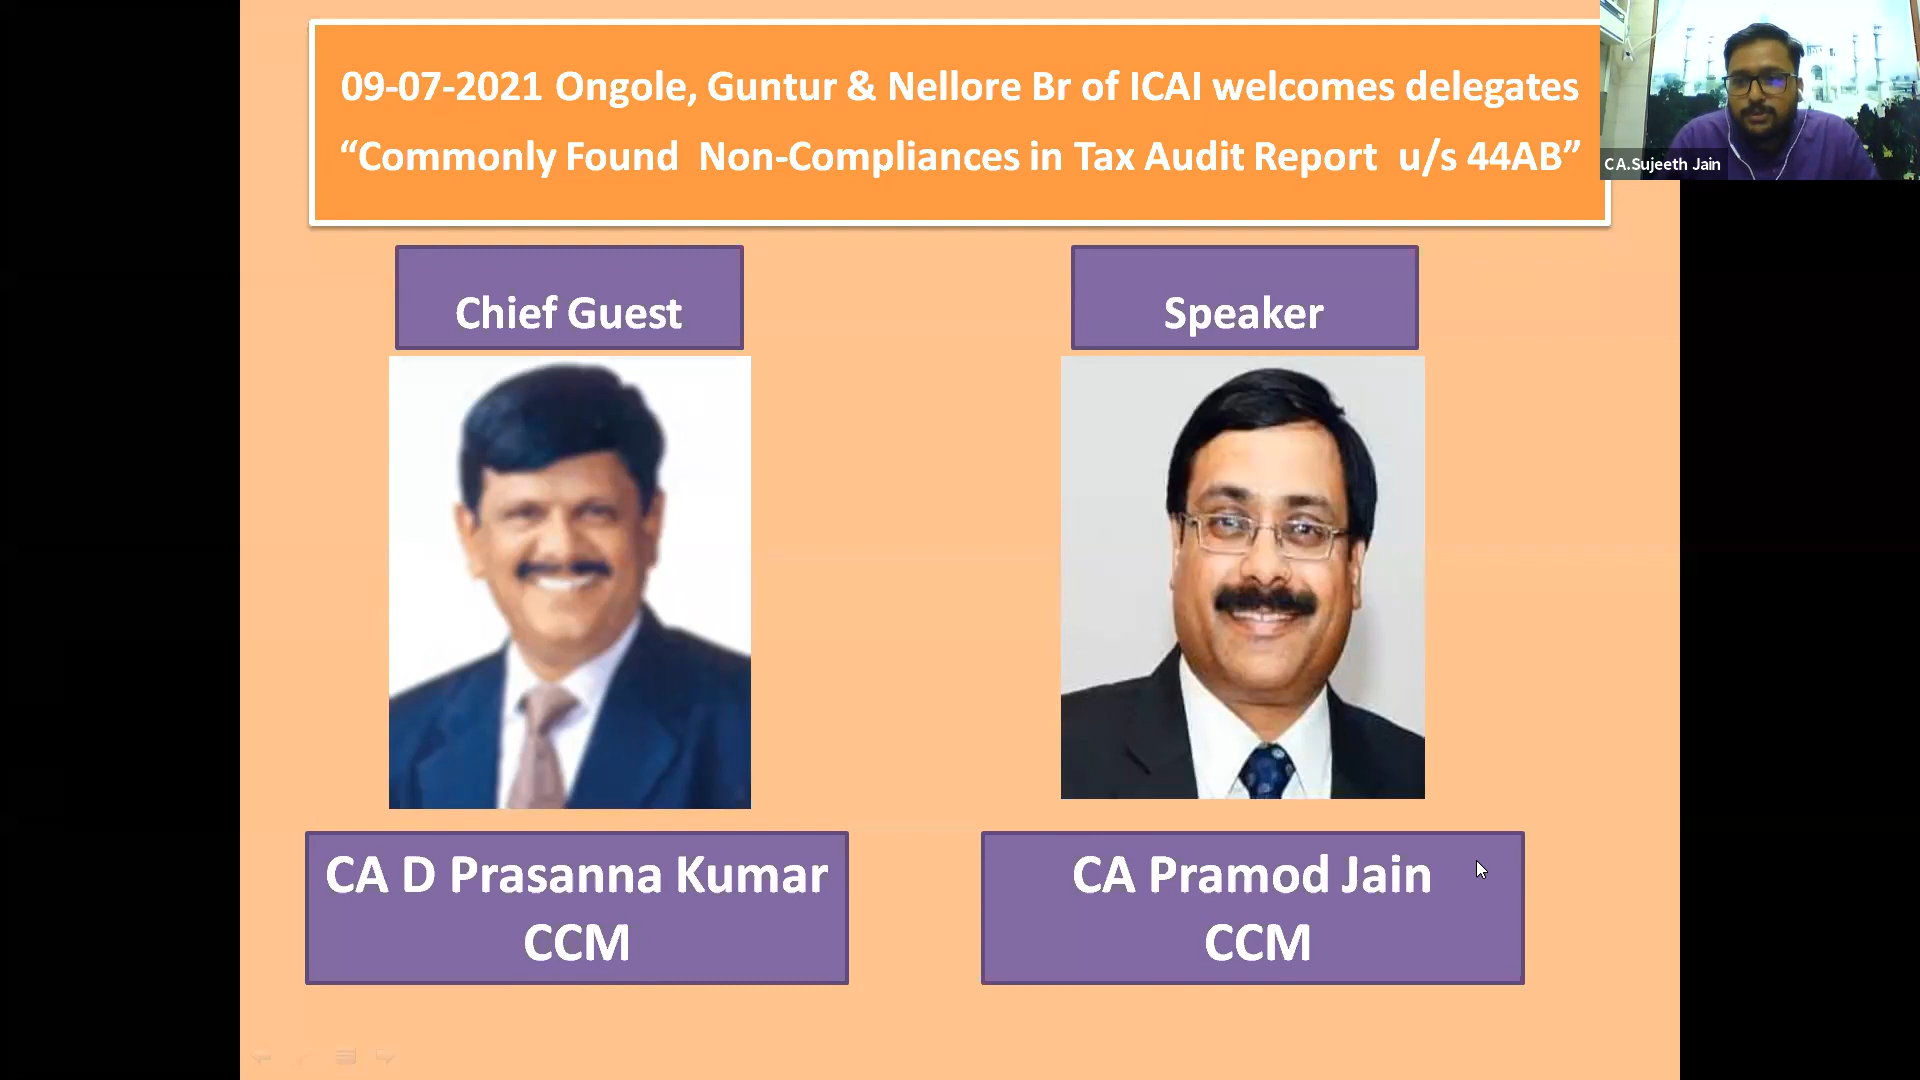 09-07-2021 Ongole, Guntur & Nellore Br of ICAI welcomes delegates
“Commonly Found  Non-Compliances in Tax Audit Report  u/s 44AB”
CA.Sujeeth Jain
Chief Guest
Speaker
CA D Prasanna Kumar
CCM
CA Pramod Jain
CCM